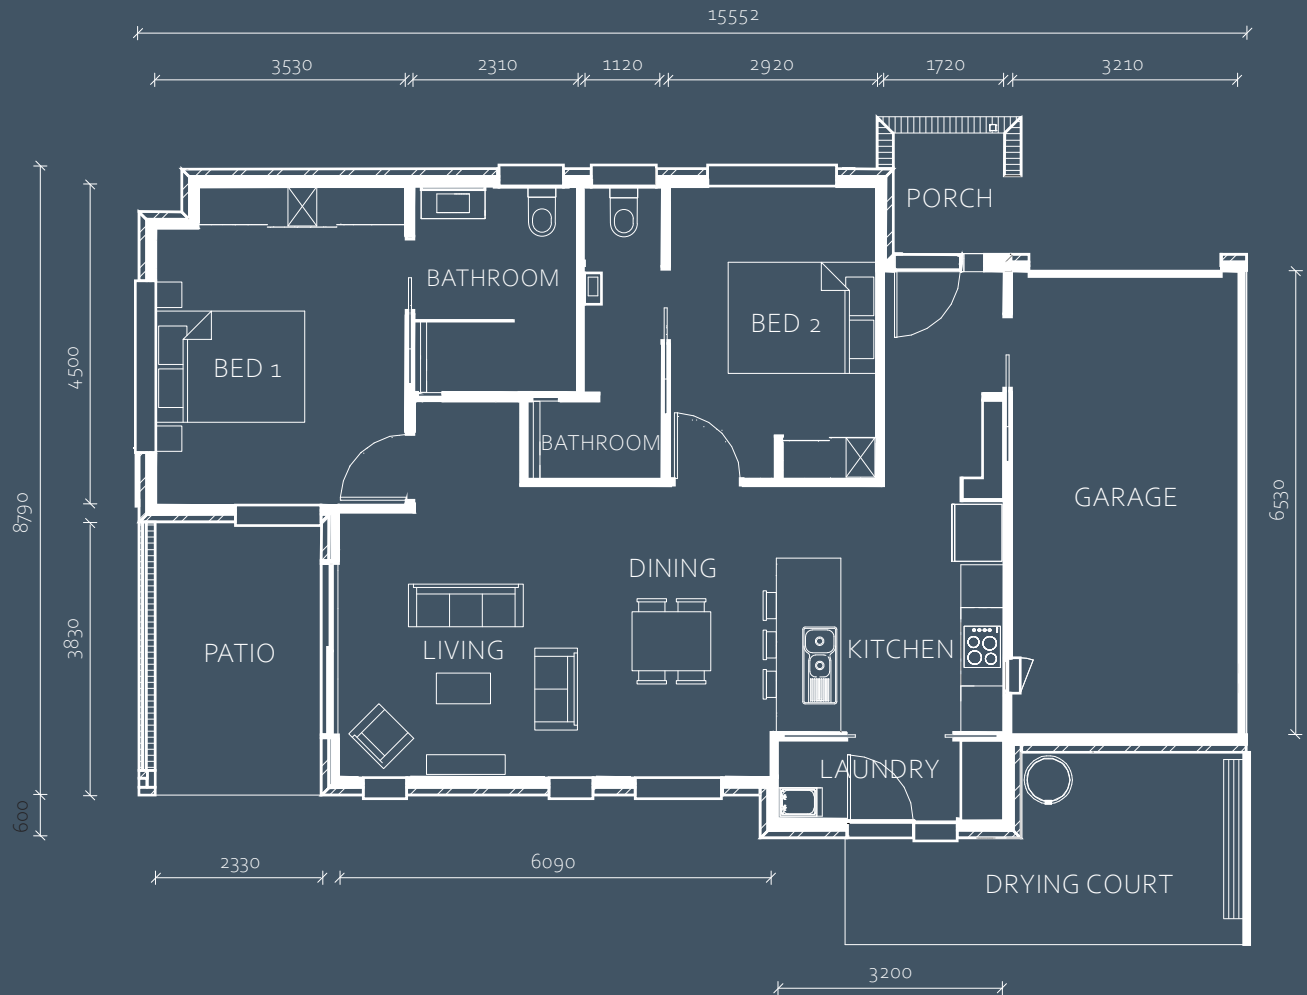 15552
3530 2310 1120 2920 1720 3210
PORCH
BATHROOM
BED 2
BED 1
4500
BATHROOM
8790
GARAGE
6530
DINING
3830
PATIO
LIVING
KITCHEN
LAUNDRY
600
2330
6090
DRYING COURT
3200